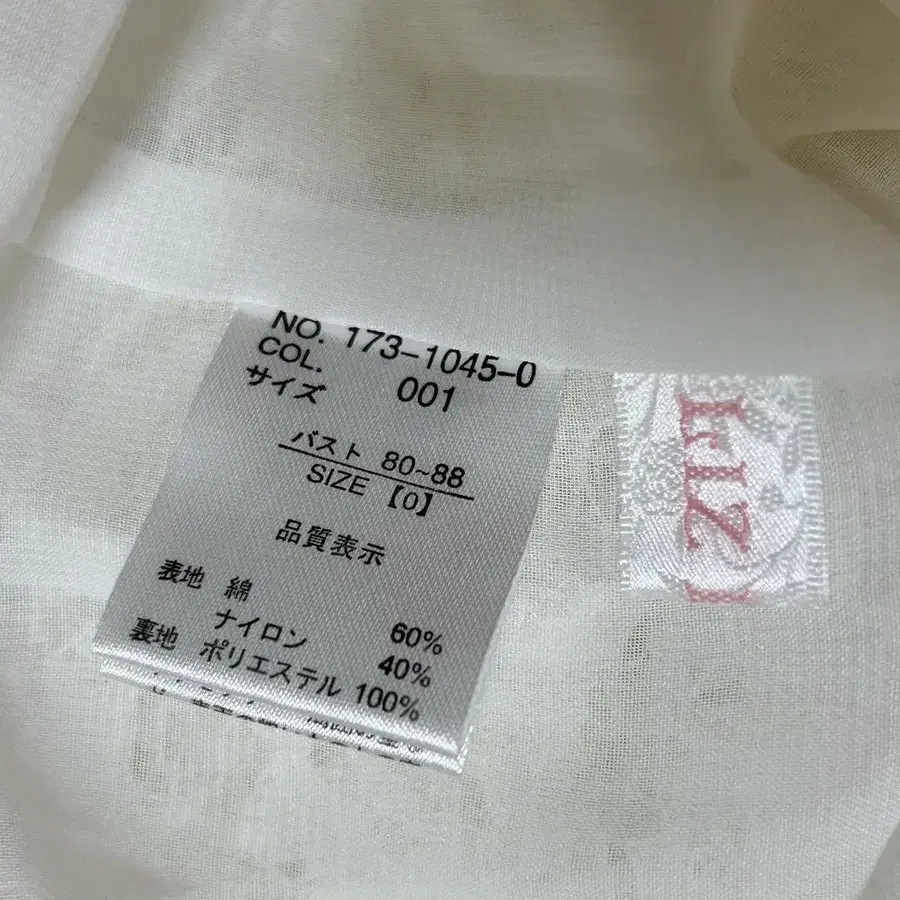 NO. 173-1045-0
COL. 001
サイズ
バスト 80~88
SIZE 【0】
品質表示
表地 綿 60%
ナイロン 40%
裏地 ポリエステル 100%
LIZ L